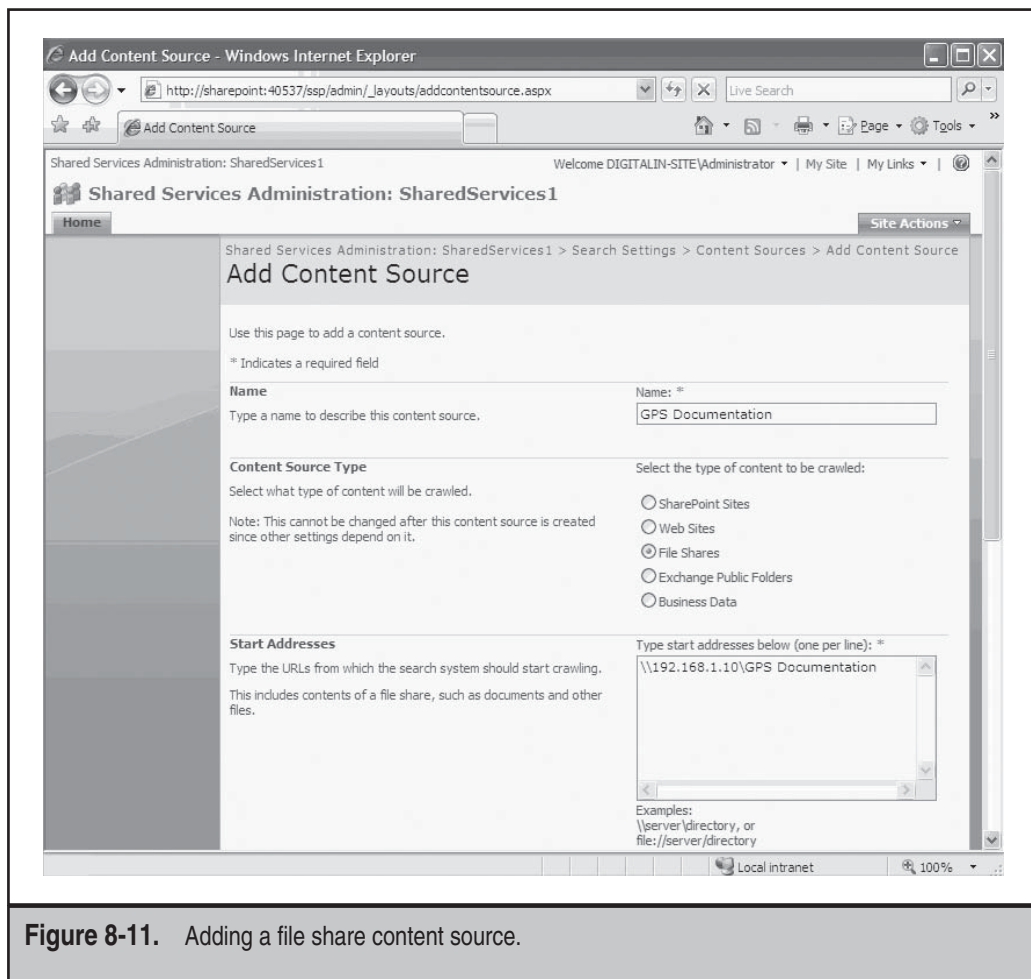 Add Content Source - Windows Internet Explorer
http://sharepoint:40537/ssp/admin/_layouts/addcontentsource.aspx
Live Search
Add Content Source
Page
Tools
Shared Services Administration: SharedServices1
Welcome DIGITALIN-SITE\Administrator
My Site | My Links
Shared Services Administration: SharedServices1
Home
Site Actions
Shared Services Administration: SharedServices1 > Search Settings > Content Sources > Add Content Source
Add Content Source
Use this page to add a content source.
* Indicates a required field
Name
Type a name to describe this content source.
Name: *
GPS Documentation
Content Source Type
Select what type of content will be crawled.
Note: This cannot be changed after this content source is created
since other settings depend on it.
Select the type of content to be crawled:
SharePoint Sites
Web Sites
File Shares
Exchange Public Folders
Business Data
Start Addresses
Type the URLs from which the search system should start crawling.
This includes contents of a file share, such as documents and other
files.
Type start addresses below (one per line): *
\\192.168.1.10\GPS Documentation
Examples:
\\server\directory, or
file://server/directory
Local intranet
100%
Figure 8-11. Adding a file share content source.